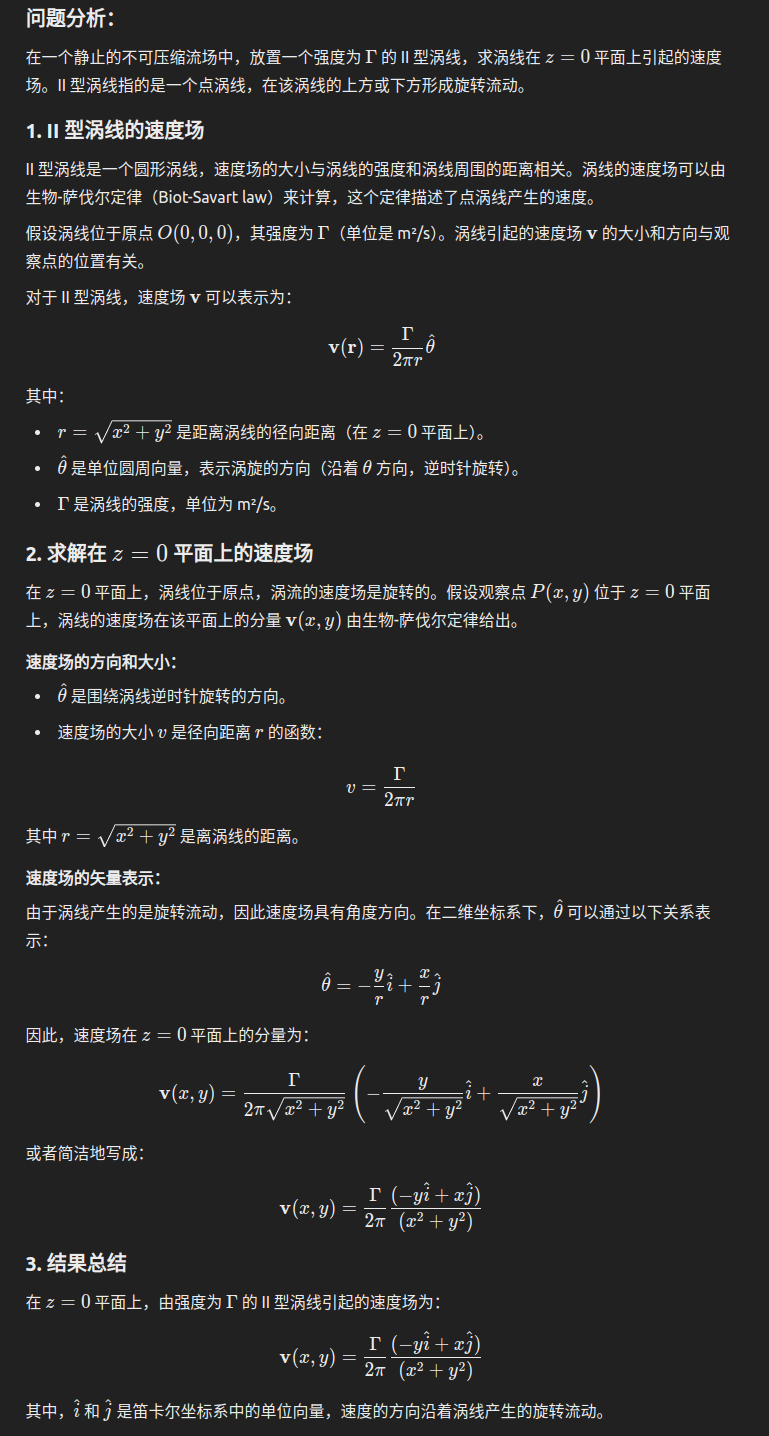 问题分析：
在一个静止的不可压缩流场中，放置一个强度为 Γ 的 II 型涡线，求涡线在 z = 0 平面上引起的速度
场。II 型涡线指的是一个点涡线，在该涡线的上方或下方形成旋转流动。
1. II 型涡线的速度场
II 型涡线是一个圆形涡线，速度场的大小与涡线的强度和涡线周围的距离相关。涡线的速度场可以由
生物-萨伐尔定律（Biot-Savart law）来计算，这个定律描述了点涡线产生的速度。
假设涡线位于原点 O(0, 0, 0)，其强度为 Γ（单位是 m²/s）。涡线引起的速度场 v 的大小和方向与观
察点的位置有关。
对于 II 型涡线，速度场 v 可以表示为：
$\mathbf{v}(\mathbf{r}) = \frac{\Gamma}{2\pi r}\hat{\theta}$
其中：
• $r = \sqrt{x^2 + y^2}$ 是距离涡线的径向距离（在 z = 0 平面上）。
• $\hat{\theta}$ 是单位圆周向量，表示涡旋的方向（沿着 θ 方向，逆时针旋转）。
• Γ 是涡线的强度，单位为 m²/s。
2. 求解在 z = 0 平面上的速度场
在 z = 0 平面上，涡线位于原点，涡流的速度场是旋转的。假设观察点 P(x, y) 位于 z = 0 平面
上，涡线的速度场在该平面上的分量 v(x, y) 由生物-萨伐尔定律给出。
速度场的方向和大小：
• $\hat{\theta}$ 是围绕涡线逆时针旋转的方向。
• 速度场的大小 v 是径向距离 r 的函数：
$v = \frac{\Gamma}{2\pi r}$
其中 $r = \sqrt{x^2 + y^2}$ 是离涡线的距离。
速度场的矢量表示：
由于涡线产生的是旋转流动，因此速度场具有角度方向。在二维坐标系下，$\hat{\theta}$ 可以通过以下关系表
示：
$\hat{\theta} = -\frac{y}{r}\hat{i} + \frac{x}{r}\hat{j}$
因此，速度场在 z = 0 平面上的分量为：
$\mathbf{v}(x, y) = \frac{\Gamma}{2\pi\sqrt{x^2 + y^2}}\left(-\frac{y}{\sqrt{x^2 + y^2}}\hat{i} + \frac{x}{\sqrt{x^2 + y^2}}\hat{j}\right)$
或者简洁地写成：
$\mathbf{v}(x, y) = \frac{\Gamma}{2\pi}\frac{(-y\hat{i} + x\hat{j})}{(x^2 + y^2)}$
3. 结果总结
在 z = 0 平面上，由强度为 Γ 的 II 型涡线引起的速度场为：
$\mathbf{v}(x, y) = \frac{\Gamma}{2\pi}\frac{(-y\hat{i} + x\hat{j})}{(x^2 + y^2)}$
其中，$\hat{i}$ 和 $\hat{j}$ 是笛卡尔坐标系中的单位向量，速度的方向沿着涡线产生的旋转流动。